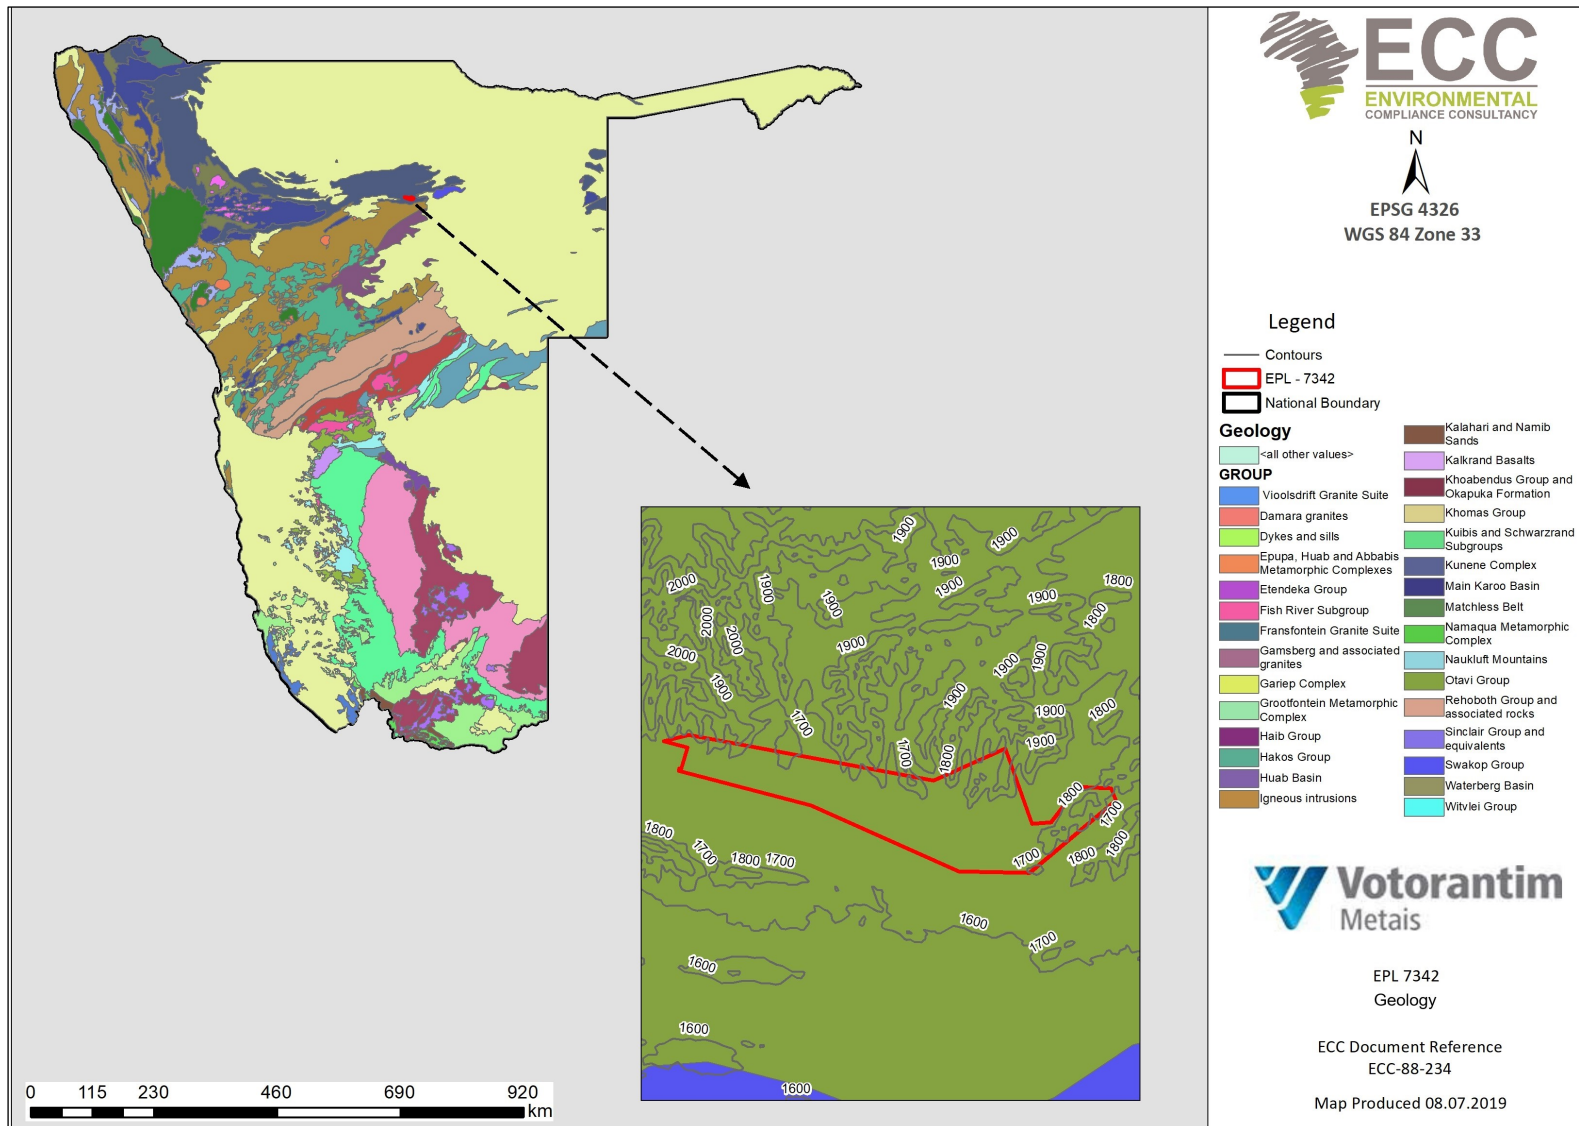 ECC
ENVIRONMENTAL
COMPLIANCE CONSULTANCY
N
EPSG 4326
WGS 84 Zone 33
Legend
Contours
EPL - 7342
National Boundary
Geology
<all other values>
GROUP
Vioolsdrift Granite Suite
Damara granites
Dykes and sills
Epupa, Huab and Abbabis
Metamorphic Complexes
Etendeka Group
Fish River Subgroup
Fransfontein Granite Suite
Gamsberg and associated
granites
Gariep Complex
Grootfontein Metamorphic
Complex
Haib Group
Hakos Group
Huab Basin
Igneous intrusions
Kalahari and Namib
Sands
Kalkrand Basalts
Khoabendus Group and
Okapuka Formation
Khomas Group
Kuibis and Schwarzrand
Subgroups
Kunene Complex
Main Karoo Basin
Matchless Belt
Namaqua Metamorphic
Complex
Naukluft Mountains
Otavi Group
Rehoboth Group and
associated rocks
Sinclair Group and
equivalents
Swakop Group
Waterberg Basin
Witvlei Group
Votorantim
Metais
EPL 7342
Geology
ECC Document Reference
ECC-88-234
Map Produced 08.07.2019
1900
1900
1900
2000
1900
1900
1800
1900
1900
1800
2000
2000
1900
2000
1900
1900
1900
1900
1900
1800
1700
1700
1800
1900
1800
1700
1800
1700
1800
1700
1700
1800
1800
1600
1700
1600
1600
1600
0 115 230 460 690 920
km